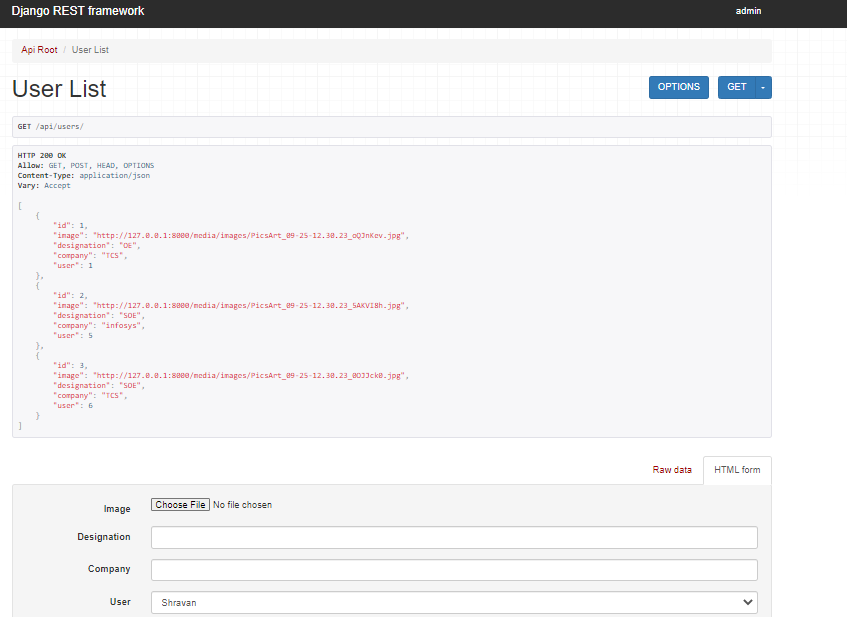 Django REST framework admin
Api Root / User List
User List OPTIONS GET
GET /api/users/
HTTP 200 OK
Allow: GET, POST, HEAD, OPTIONS
Content-Type: application/json
Vary: Accept
[
{
"id": 1,
"image": "http://127.0.0.1:8000/media/images/PicsArt_09-25-12.30.23_oQJnKev.jpg",
"designation": "OE",
"company": "TCS",
"user": 1
},
{
"id": 2,
"image": "http://127.0.0.1:8000/media/images/PicsArt_09-25-12.30.23_5AKVI8h.jpg",
"designation": "SOE",
"company": "infosys",
"user": 5
},
{
"id": 3,
"image": "http://127.0.0.1:8000/media/images/PicsArt_09-25-12.30.23_0OJJck0.jpg",
"designation": "SOE",
"company": "TCS",
"user": 6
}
]
Raw data HTML form
Image Choose File No file chosen
Designation
Company
User Shravan